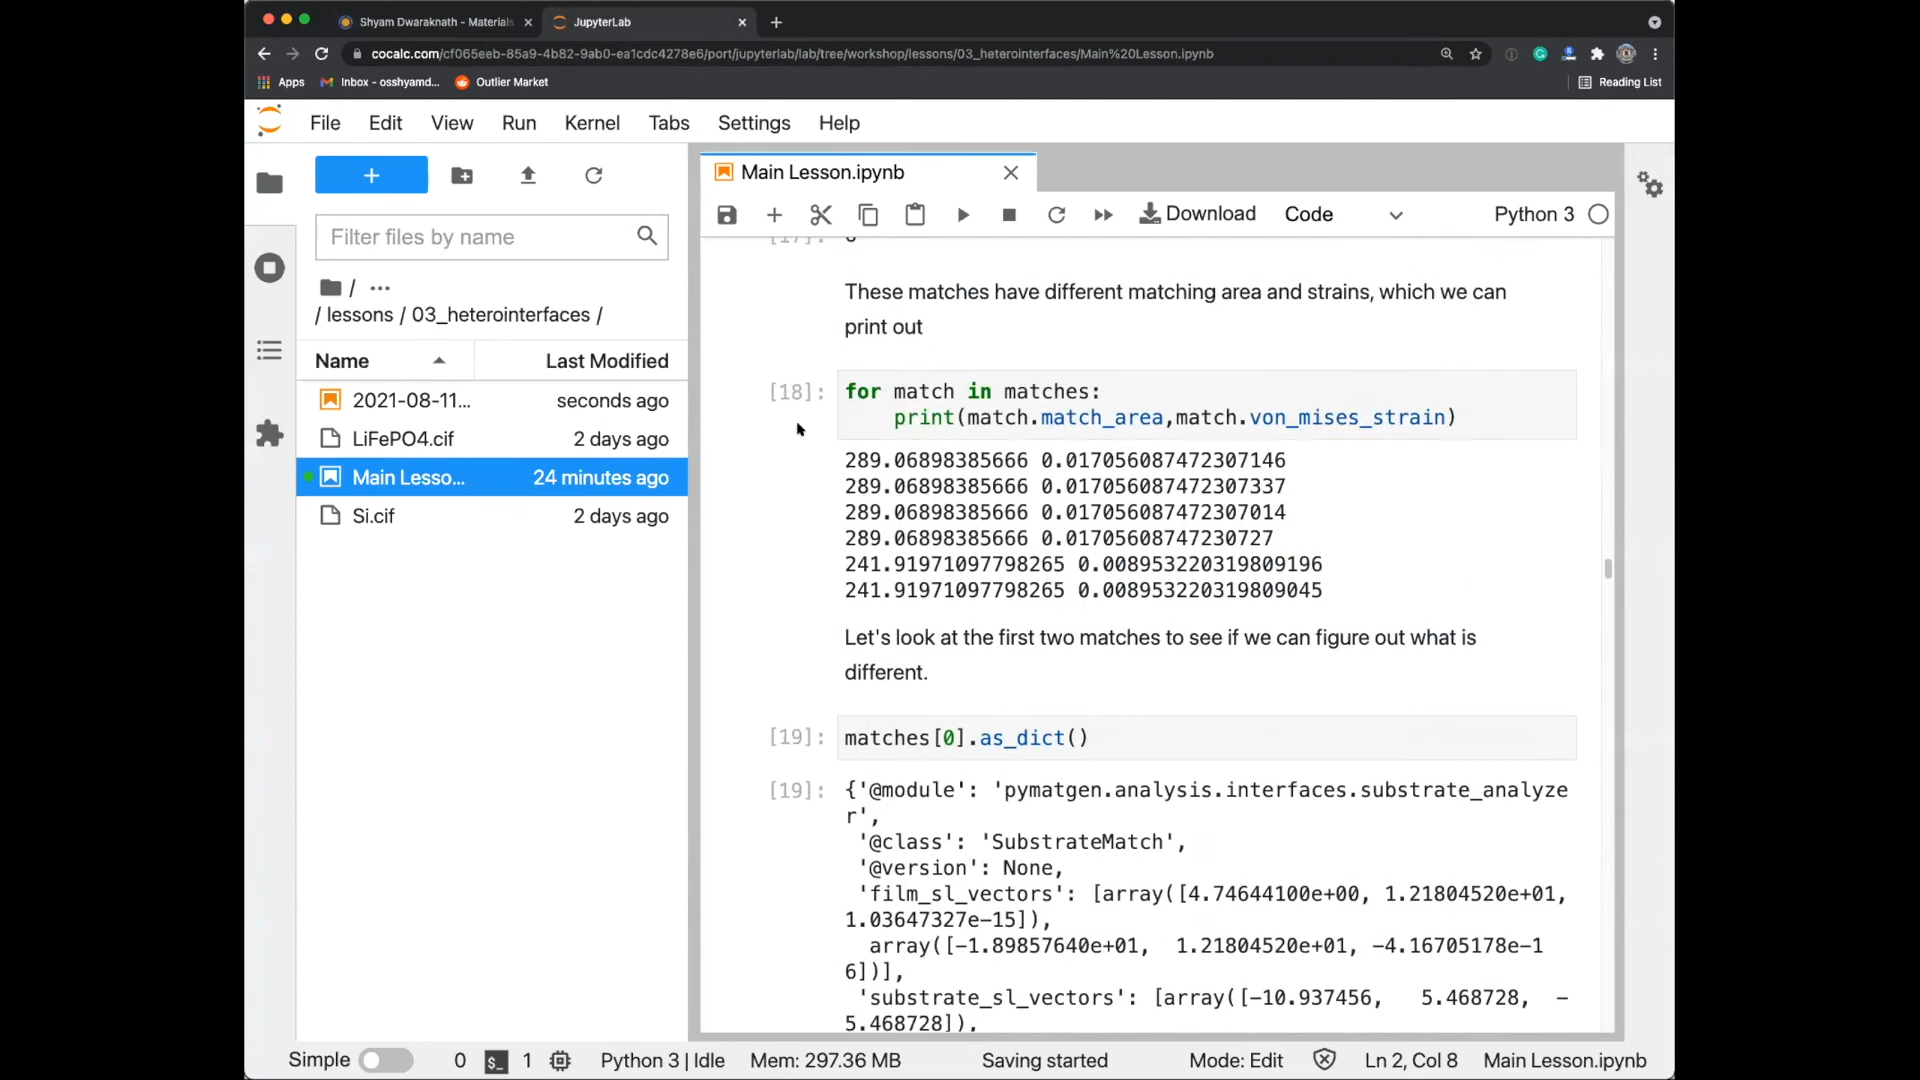 Shyam Dwaraknath - Materials
JupyterLab
cocalc.com/cf065eeb-85a9-4b82-9ab0-ea1cdc4278e6/port/jupyterlab/lab/tree/workshop/lessons/03_heterointerfaces/Main%20Lesson.ipynb
Apps Inbox - osshyamd... Outlier Market Reading List
File Edit View Run Kernel Tabs Settings Help
Main Lesson.ipynb
Download Code Python 3
Filter files by name
/ ...
/ lessons / 03_heterointerfaces /
Name Last Modified
2021-08-11... seconds ago
LiFePO4.cif 2 days ago
Main Lesso... 24 minutes ago
Si.cif 2 days ago
These matches have different matching area and strains, which we can
print out
[18]: for match in matches:
print(match.match_area,match.von_mises_strain)
289.06898385666 0.017056087472307146
289.06898385666 0.017056087472307337
289.06898385666 0.017056087472307014
289.06898385666 0.01705608747230727
241.91971097798265 0.008953220319809196
241.91971097798265 0.008953220319809045
Let's look at the first two matches to see if we can figure out what is
different.
[19]: matches[0].as_dict()
[19]: {'@module': 'pymatgen.analysis.interfaces.substrate_analyze
r',
'@class': 'SubstrateMatch',
'@version': None,
'film_sl_vectors': [array([4.74644100e+00, 1.21804520e+01,
1.03647327e-15]),
array([-1.89857640e+01, 1.21804520e+01, -4.16705178e-1
6])],
'substrate_sl_vectors': [array([-10.937456, 5.468728, -
5.468728]),
Simple 0 $_ 1 Python 3 | Idle Mem: 297.36 MB Saving started Mode: Edit Ln 2, Col 8 Main Lesson.ipynb